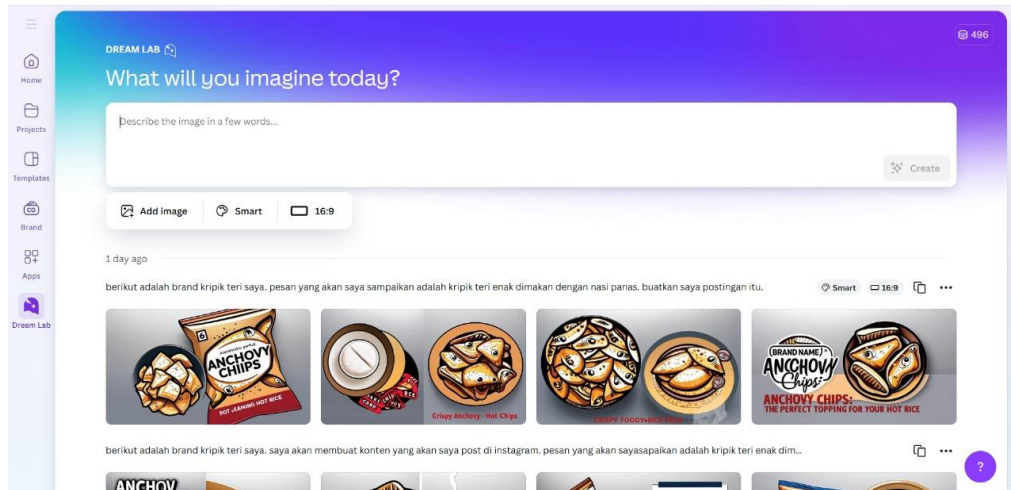 496
DREAM LAB
What will you imagine today?
Describe the image in a few words...
Create
Add image
Smart
16:9
Home
Projects
Templates
Brand
Apps
Dream Lab
1 day ago
berikut adalah brand kripik teri saya. pesan yang akan saya sampaikan adalah kripik teri enak dimakan dengan nasi panas. buatkan saya postingan itu.
Smart
16:9
ANCHOVY
CHIIPS
Crispy Anchovy - Hot Chips
(BRAND NAME)
ANCCHOVY
Chips:
ANCHOVY CHIPS:
THE PERFECT TOPPING FOR YOUR HOT RICE
berikut adalah brand kripik teri saya. saya akan membuat konten yang akan saya post di instagram. pesan yang akan sayasapaikan adalah kripik teri enak dim...
ANCHOV
?